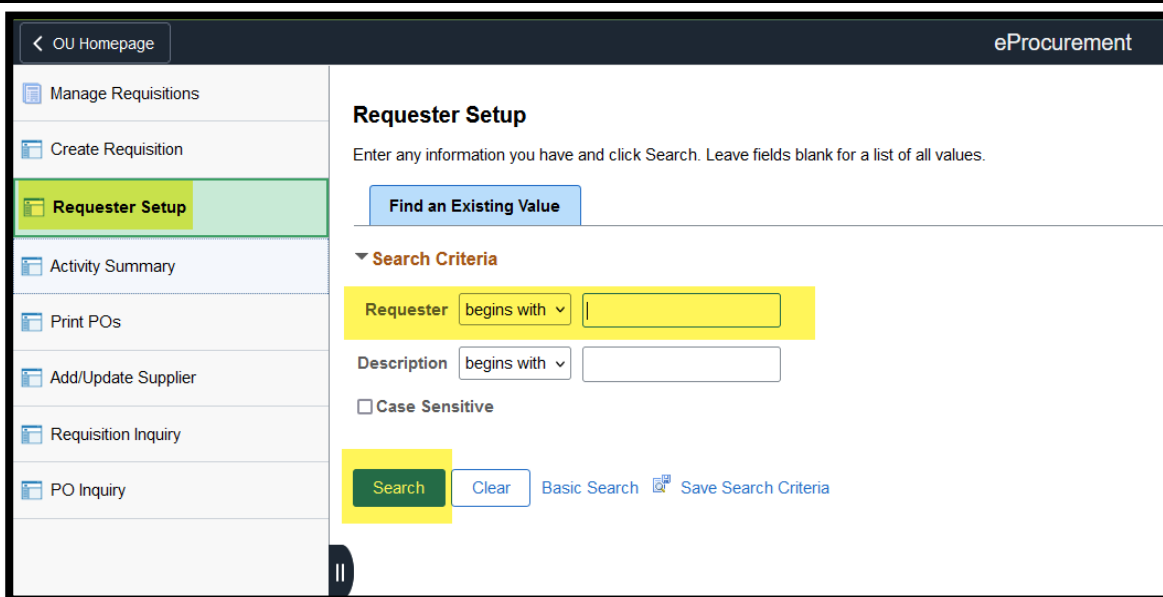 OU Homepage
eProcurement
Manage Requisitions
Create Requisition
Requester Setup
Activity Summary
Print POs
Add/Update Supplier
Requisition Inquiry
PO Inquiry
Requester Setup
Enter any information you have and click Search. Leave fields blank for a list of all values.
Find an Existing Value
Search Criteria
Requester begins with
Description begins with
Case Sensitive
Search Clear Basic Search Save Search Criteria